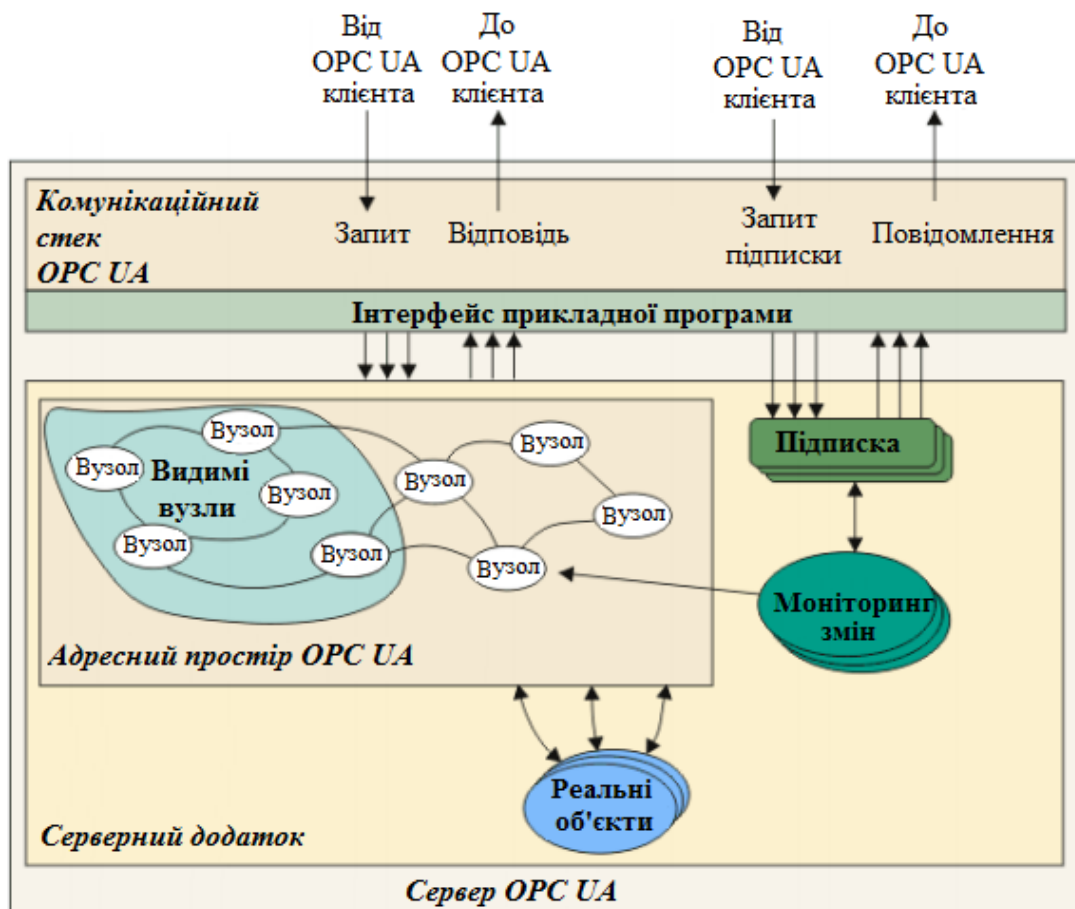 Від
OPC UA
клієнта
До
OPC UA
клієнта
Від
OPC UA
клієнта
До
OPC UA
клієнта
Комунікаційний
стек
OPC UA
Запит
Відповідь
Запит
підписки
Повідомлення
Інтерфейс прикладної програми
Вузол
Вузол
Видимі
вузли
Вузол
Вузол
Вузол
Вузол
Вузол
Вузол
Вузол
Підписка
Моніторинг
змін
Адресний простір OPC UA
Реальні
об'єкти
Серверний додаток
Сервер OPC UA